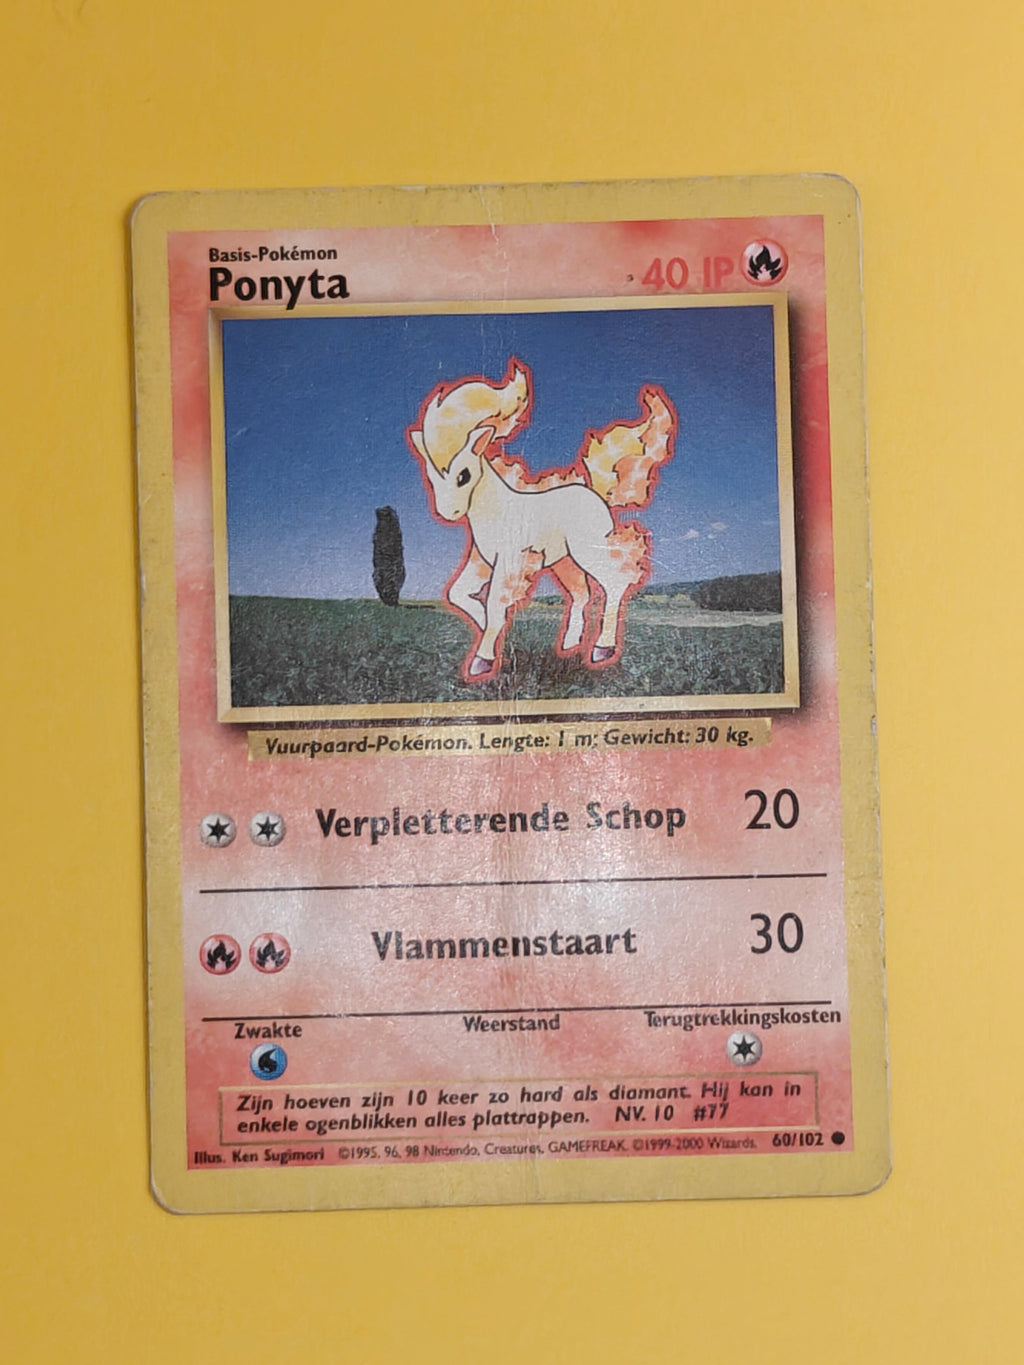 Basis-Pokémon
Ponyta
40 IP
Vuurpaard-Pokémon. Lengte: 1 m; Gewicht: 30 kg.
Verpletterende Schop 20
Vlammenstaart 30
Zwakte Weerstand Terugtrekkingskosten
Zijn hoeven zijn 10 keer zo hard als diamant. Hij kan in
enkele ogenblikken alles plattrappen. NV. 10 #77
Illus. Ken Sugimori ©1995, 96, 98 Nintendo, Creatures, GAMEFREAK. ©1999-2000 Wizards. 60/102